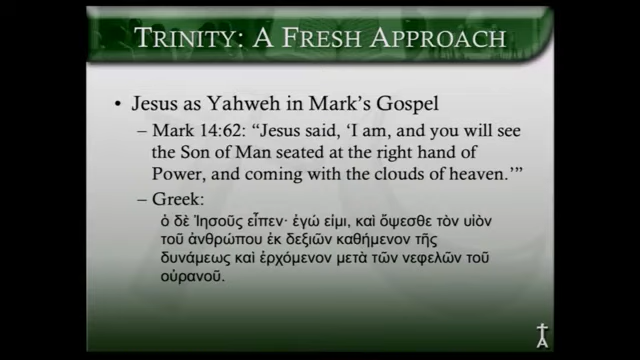 TRINITY: A FRESH APPROACH
• Jesus as Yahweh in Mark's Gospel
– Mark 14:62: “Jesus said, ‘I am, and you will see
the Son of Man seated at the right hand of
Power, and coming with the clouds of heaven.’”
– Greek:
ὁ δὲ Ἰησοῦς εἶπεν· ἐγώ εἰμι, καὶ ὄψεσθε τὸν υἱὸν
τοῦ ἀνθρώπου ἐκ δεξιῶν καθήμενον τῆς
δυνάμεως καὶ ἐρχόμενον μετὰ τῶν νεφελῶν τοῦ
οὐρανοῦ.